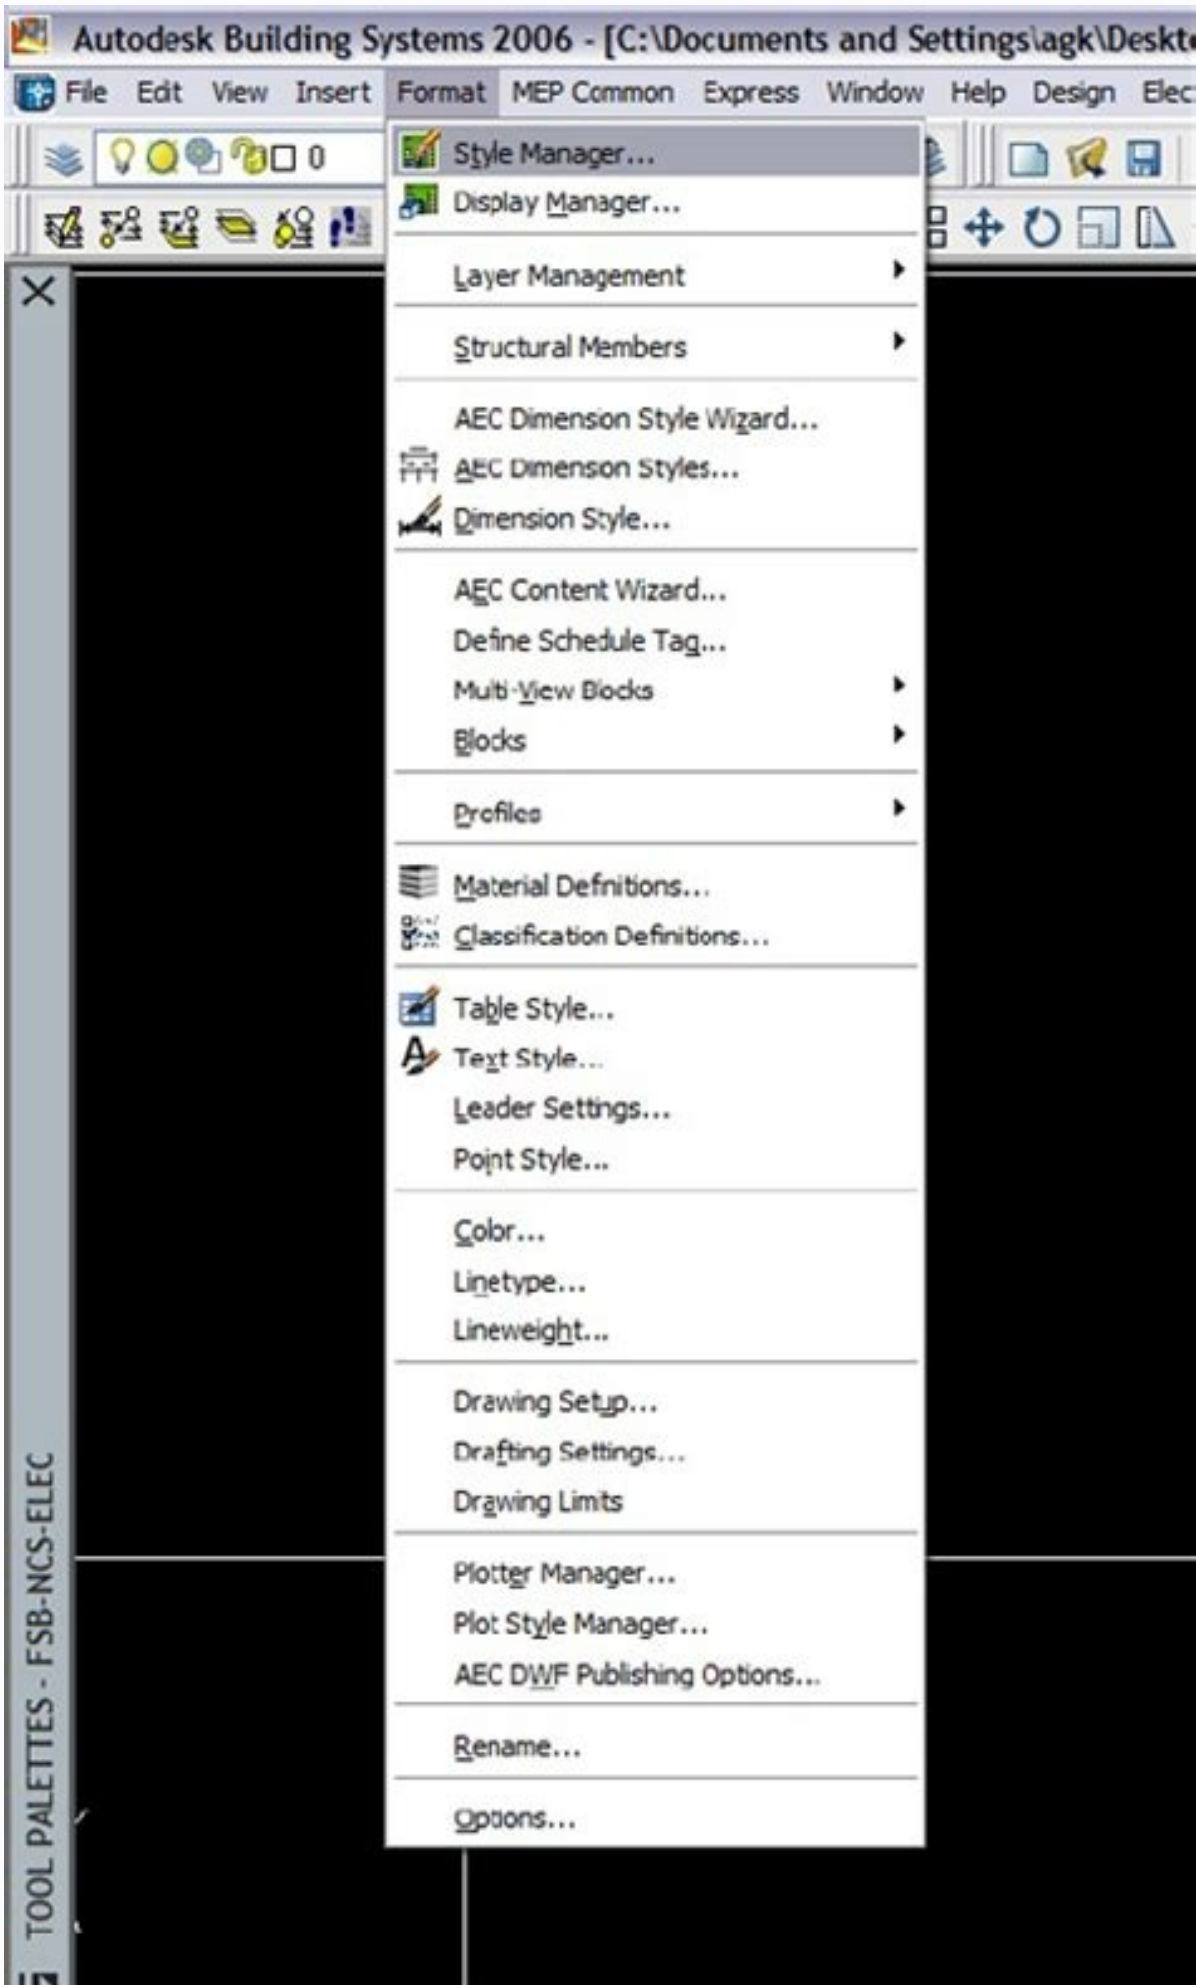 Autodesk Building Systems 2006 - [C:\Documents and Settings\agk\Deskt
File Edit View Insert Format MEP Common Express Window Help Design Elec
0
Style Manager...
Display Manager...
Layer Management
Structural Members
AEC Dimension Style Wizard...
AEC Dimension Styles...
Dimension Style...
AEC Content Wizard...
Define Schedule Tag...
Multi-View Blocks
Blocks
Profiles
Material Definitions...
Classification Definitions...
Table Style...
Text Style...
Leader Settings...
Point Style...
Color...
Linetype...
Lineweight...
Drawing Setup...
Drafting Settings...
Drawing Limits
Plotter Manager...
Plot Style Manager...
AEC DWF Publishing Options...
Rename...
Options...
TOOL PALETTES - FSB-NCS-ELEC